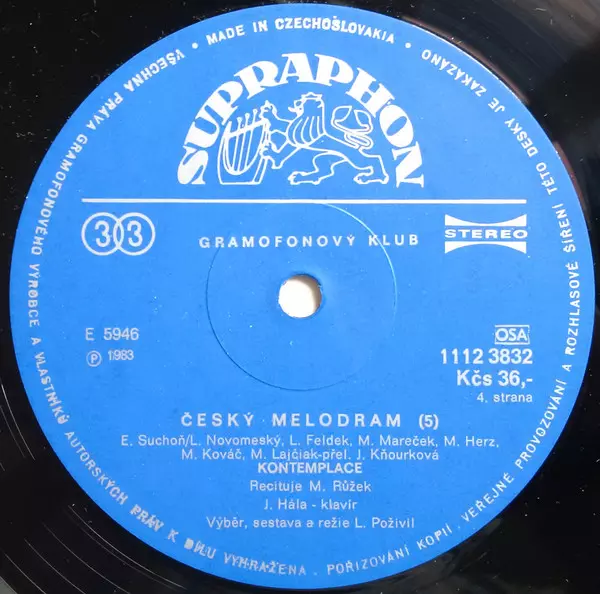 VŠECHNA PRÁVA GRAMOFONOVÉHO VÝROBCE A VLASTNÍKŮ AUTORSKÝCH PRÁV K DÍLU VYHRAŽENA. POŘIZOVÁNÍ KOPIÍ. VEŘEJNÉ PROVOZOVÁNÍ A ROZHLASOVÉ ŠÍŘENÍ TÉTO DESKY JE ZAKÁZÁNO
• MADE IN CZECHOSLOVAKIA •
SUPRAPHON
33
GRAMOFONOVÝ KLUB
STEREO
E 5946
Ⓟ 1983
OSA
1112 3832
Kčs 36,-
4. strana
ČESKÝ MELODRAM (5)
E. Suchoň/L. Novomeský, L. Feldek, M. Mareček, M. Herz,
M. Kováč, M. Lajčiak-přel. J. Kňourková
KONTEMPLACE
Recituje M. Růžek
J. Hála - klavír
Výběr, sestava a režie L. Poživil